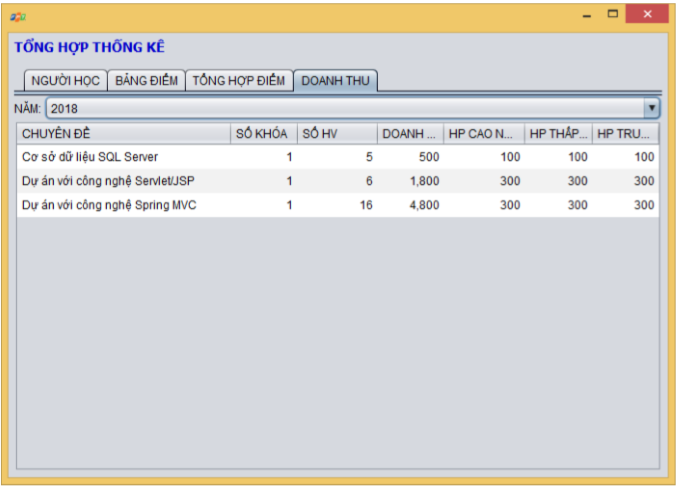 TỔNG HỢP THỐNG KÊ
NGƯỜI HỌC BẢNG ĐIỂM TỔNG HỢP ĐIỂM DOANH THU
NĂM: 2018
CHUYÊN ĐỀ SỐ KHÓA SỐ HV DOANH ... HP CAO N... HP THẤP... HP TRU...
Cơ sở dữ liệu SQL Server 1 5 500 100 100 100
Dự án với công nghệ Servlet/JSP 1 6 1,800 300 300 300
Dự án với công nghệ Spring MVC 1 16 4,800 300 300 300